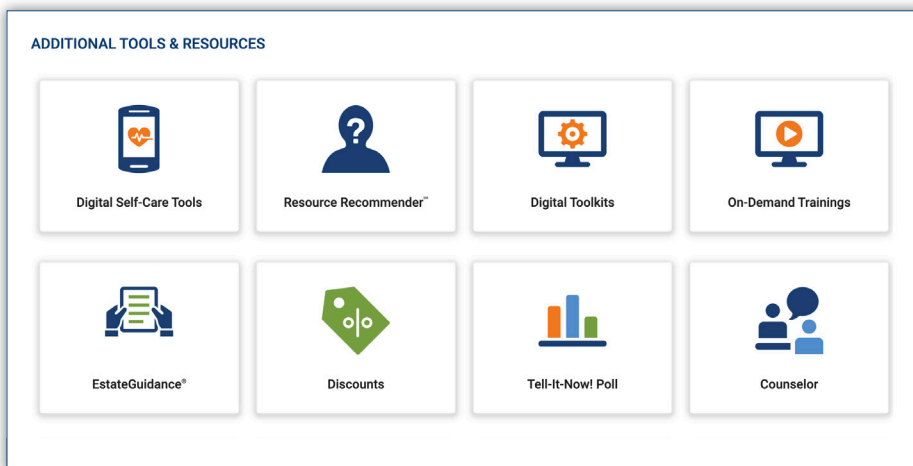 ADDITIONAL TOOLS & RESOURCES
?
Digital Self-Care Tools
Resource Recommender™
Digital Toolkits
On-Demand Trainings
EstateGuidance®
Discounts
Tell-It-Now! Poll
Counselor